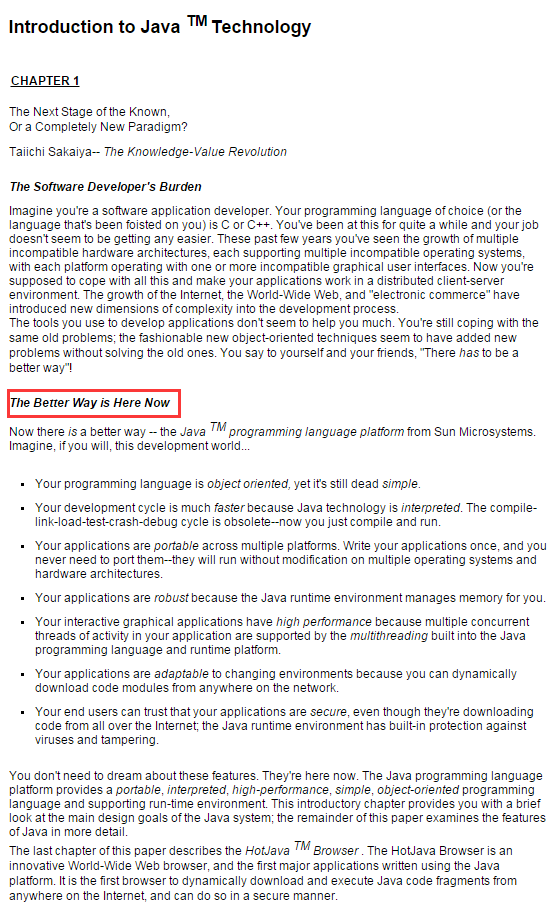 Introduction to Java TM Technology
CHAPTER 1
The Next Stage of the Known,
Or a Completely New Paradigm?
Taiichi Sakaiya-- The Knowledge-Value Revolution
The Software Developer's Burden
Imagine you're a software application developer. Your programming language of choice (or the
language that's been foisted on you) is C or C++. You've been at this for quite a while and your job
doesn't seem to be getting any easier. These past few years you've seen the growth of multiple
incompatible hardware architectures, each supporting multiple incompatible operating systems,
with each platform operating with one or more incompatible graphical user interfaces. Now you're
supposed to cope with all this and make your applications work in a distributed client-server
environment. The growth of the Internet, the World-Wide Web, and "electronic commerce" have
introduced new dimensions of complexity into the development process.
The tools you use to develop applications don't seem to help you much. You're still coping with the
same old problems; the fashionable new object-oriented techniques seem to have added new
problems without solving the old ones. You say to yourself and your friends, "There has to be a
better way"!
The Better Way is Here Now
Now there is a better way -- the Java TM programming language platform from Sun Microsystems.
Imagine, if you will, this development world...
▪ Your programming language is object oriented, yet it's still dead simple.
▪ Your development cycle is much faster because Java technology is interpreted. The compile-
link-load-test-crash-debug cycle is obsolete--now you just compile and run.
▪ Your applications are portable across multiple platforms. Write your applications once, and you
never need to port them--they will run without modification on multiple operating systems and
hardware architectures.
▪ Your applications are robust because the Java runtime environment manages memory for you.
▪ Your interactive graphical applications have high performance because multiple concurrent
threads of activity in your application are supported by the multithreading built into the Java
programming language and runtime platform.
▪ Your applications are adaptable to changing environments because you can dynamically
download code modules from anywhere on the network.
▪ Your end users can trust that your applications are secure, even though they're downloading
code from all over the Internet; the Java runtime environment has built-in protection against
viruses and tampering.
You don't need to dream about these features. They're here now. The Java programming language
platform provides a portable, interpreted, high-performance, simple, object-oriented programming
language and supporting run-time environment. This introductory chapter provides you with a brief
look at the main design goals of the Java system; the remainder of this paper examines the features
of Java in more detail.
The last chapter of this paper describes the HotJava TM Browser . The HotJava Browser is an
innovative World-Wide Web browser, and the first major applications written using the Java
platform. It is the first browser to dynamically download and execute Java code fragments from
anywhere on the Internet, and can do so in a secure manner.